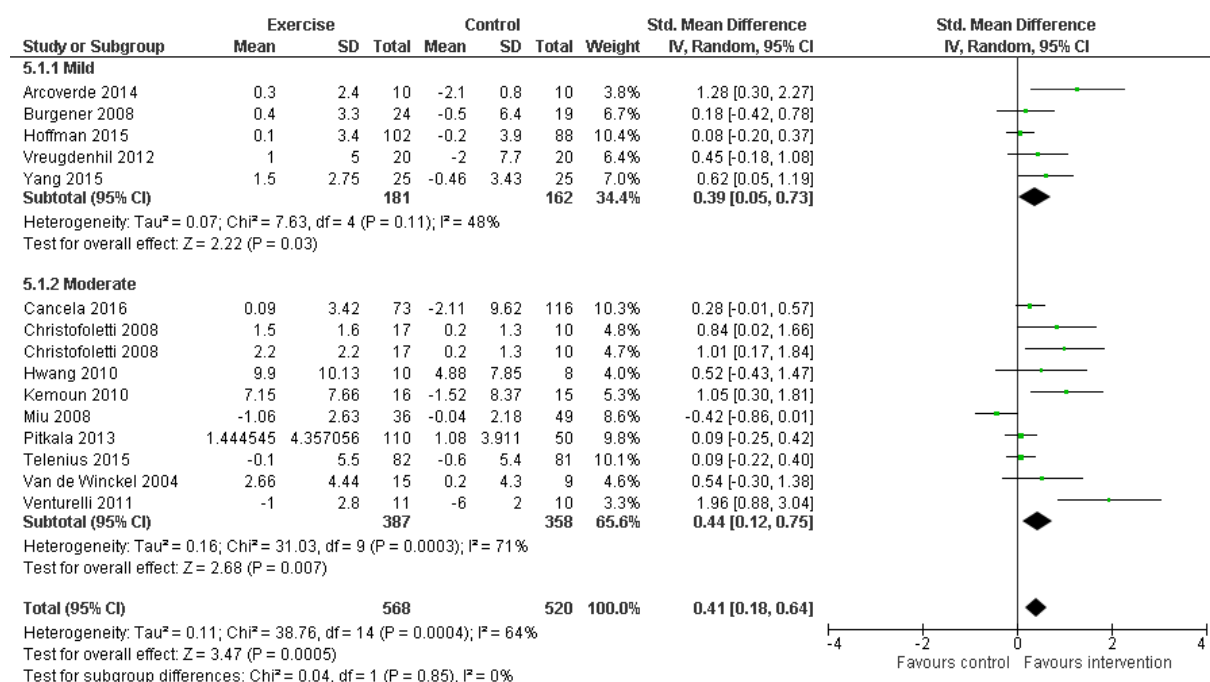 Exercise Control Std. Mean Difference Std. Mean Difference
Study or Subgroup Mean SD Total Mean SD Total Weight IV, Random, 95% CI IV, Random, 95% CI
5.1.1 Mild
Arcoverde 2014 0.3 2.4 10 -2.1 0.8 10 3.8% 1.28 [0.30, 2.27]
Burgener 2008 0.4 3.3 24 -0.5 6.4 19 6.7% 0.18 [-0.42, 0.78]
Hoffman 2015 0.1 3.4 102 -0.2 3.9 88 10.4% 0.08 [-0.20, 0.37]
Vreugdenhil 2012 1 5 20 -2 7.7 20 6.4% 0.45 [-0.18, 1.08]
Yang 2015 1.5 2.75 25 -0.46 3.43 25 7.0% 0.62 [0.05, 1.19]
Subtotal (95% CI) 181 162 34.4% 0.39 [0.05, 0.73]
Heterogeneity: Tau² = 0.07; Chi² = 7.63, df = 4 (P = 0.11); I² = 48%
Test for overall effect: Z = 2.22 (P = 0.03)
5.1.2 Moderate
Cancela 2016 0.09 3.42 73 -2.11 9.62 116 10.3% 0.28 [-0.01, 0.57]
Christofoletti 2008 1.5 1.6 17 0.2 1.3 10 4.8% 0.84 [0.02, 1.66]
Christofoletti 2008 2.2 2.2 17 0.2 1.3 10 4.7% 1.01 [0.17, 1.84]
Hwang 2010 9.9 10.13 10 4.88 7.85 8 4.0% 0.52 [-0.43, 1.47]
Kemoun 2010 7.15 7.66 16 -1.52 8.37 15 5.3% 1.05 [0.30, 1.81]
Miu 2008 -1.06 2.63 36 -0.04 2.18 49 8.6% -0.42 [-0.86, 0.01]
Pitkala 2013 1.444545 4.357056 110 1.08 3.911 50 9.8% 0.09 [-0.25, 0.42]
Telenius 2015 -0.1 5.5 82 -0.6 5.4 81 10.1% 0.09 [-0.22, 0.40]
Van de Winckel 2004 2.66 4.44 15 0.2 4.3 9 4.6% 0.54 [-0.30, 1.38]
Venturelli 2011 -1 2.8 11 -6 2 10 3.3% 1.96 [0.88, 3.04]
Subtotal (95% CI) 387 358 65.6% 0.44 [0.12, 0.75]
Heterogeneity: Tau² = 0.16; Chi² = 31.03, df = 9 (P = 0.0003); I² = 71%
Test for overall effect: Z = 2.68 (P = 0.007)
Total (95% CI) 568 520 100.0% 0.41 [0.18, 0.64]
Heterogeneity: Tau² = 0.11; Chi² = 38.76, df = 14 (P = 0.0004); I² = 64%
Test for overall effect: Z = 3.47 (P = 0.0005)
Test for subgroup differences: Chi² = 0.04, df = 1 (P = 0.85), I² = 0%
-4 -2 0 2 4
Favours control Favours intervention